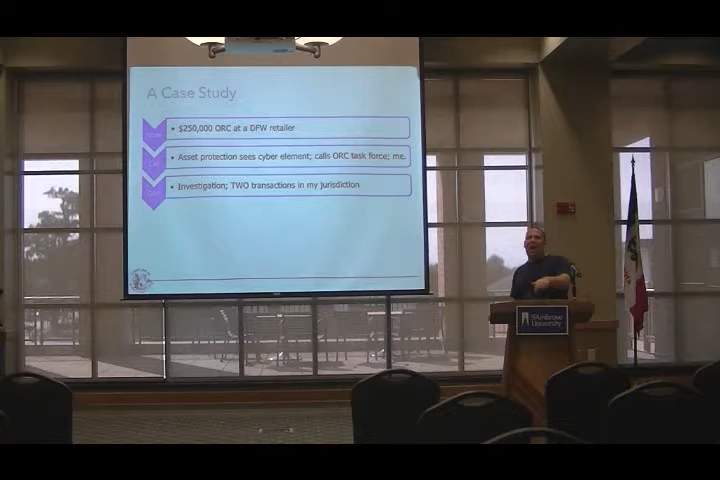 A Case Study
• $250,000 ORC at a DFW retailer
• Asset protection sees cyber element; calls ORC task force; me.
• Investigation; TWO transactions in my jurisdiction
St.Ambrose
University